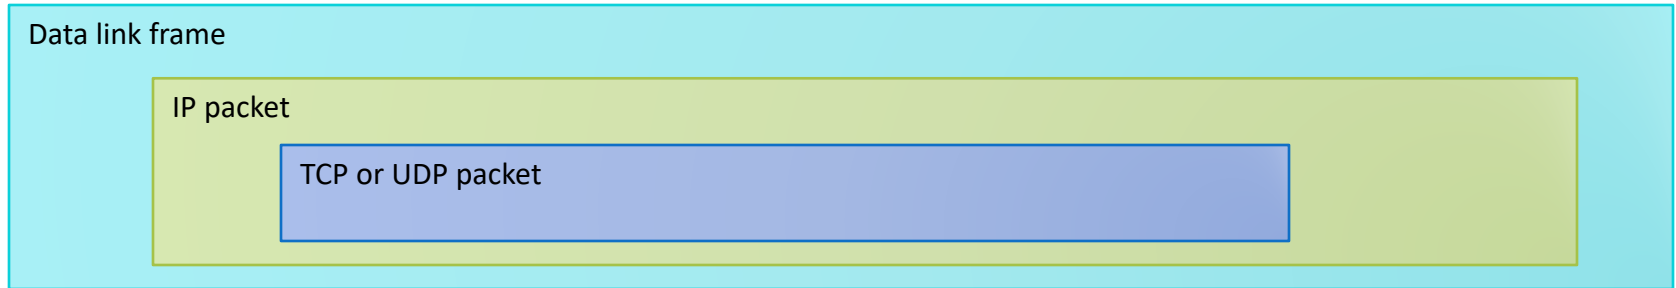 Data link frame
IP packet
TCP or UDP packet